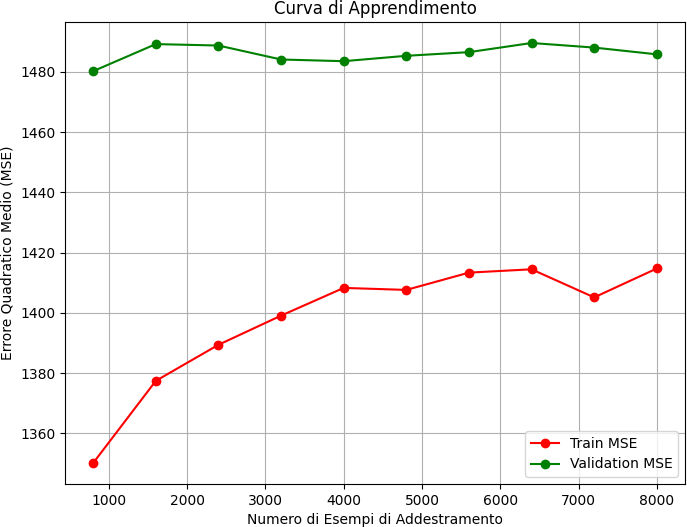 Curva di Apprendimento
Errore Quadratico Medio (MSE)
1480
1460
1440
1420
1400
1380
1360
1000 2000 3000 4000 5000 6000 7000 8000
Numero di Esempi di Addestramento
Train MSE
Validation MSE